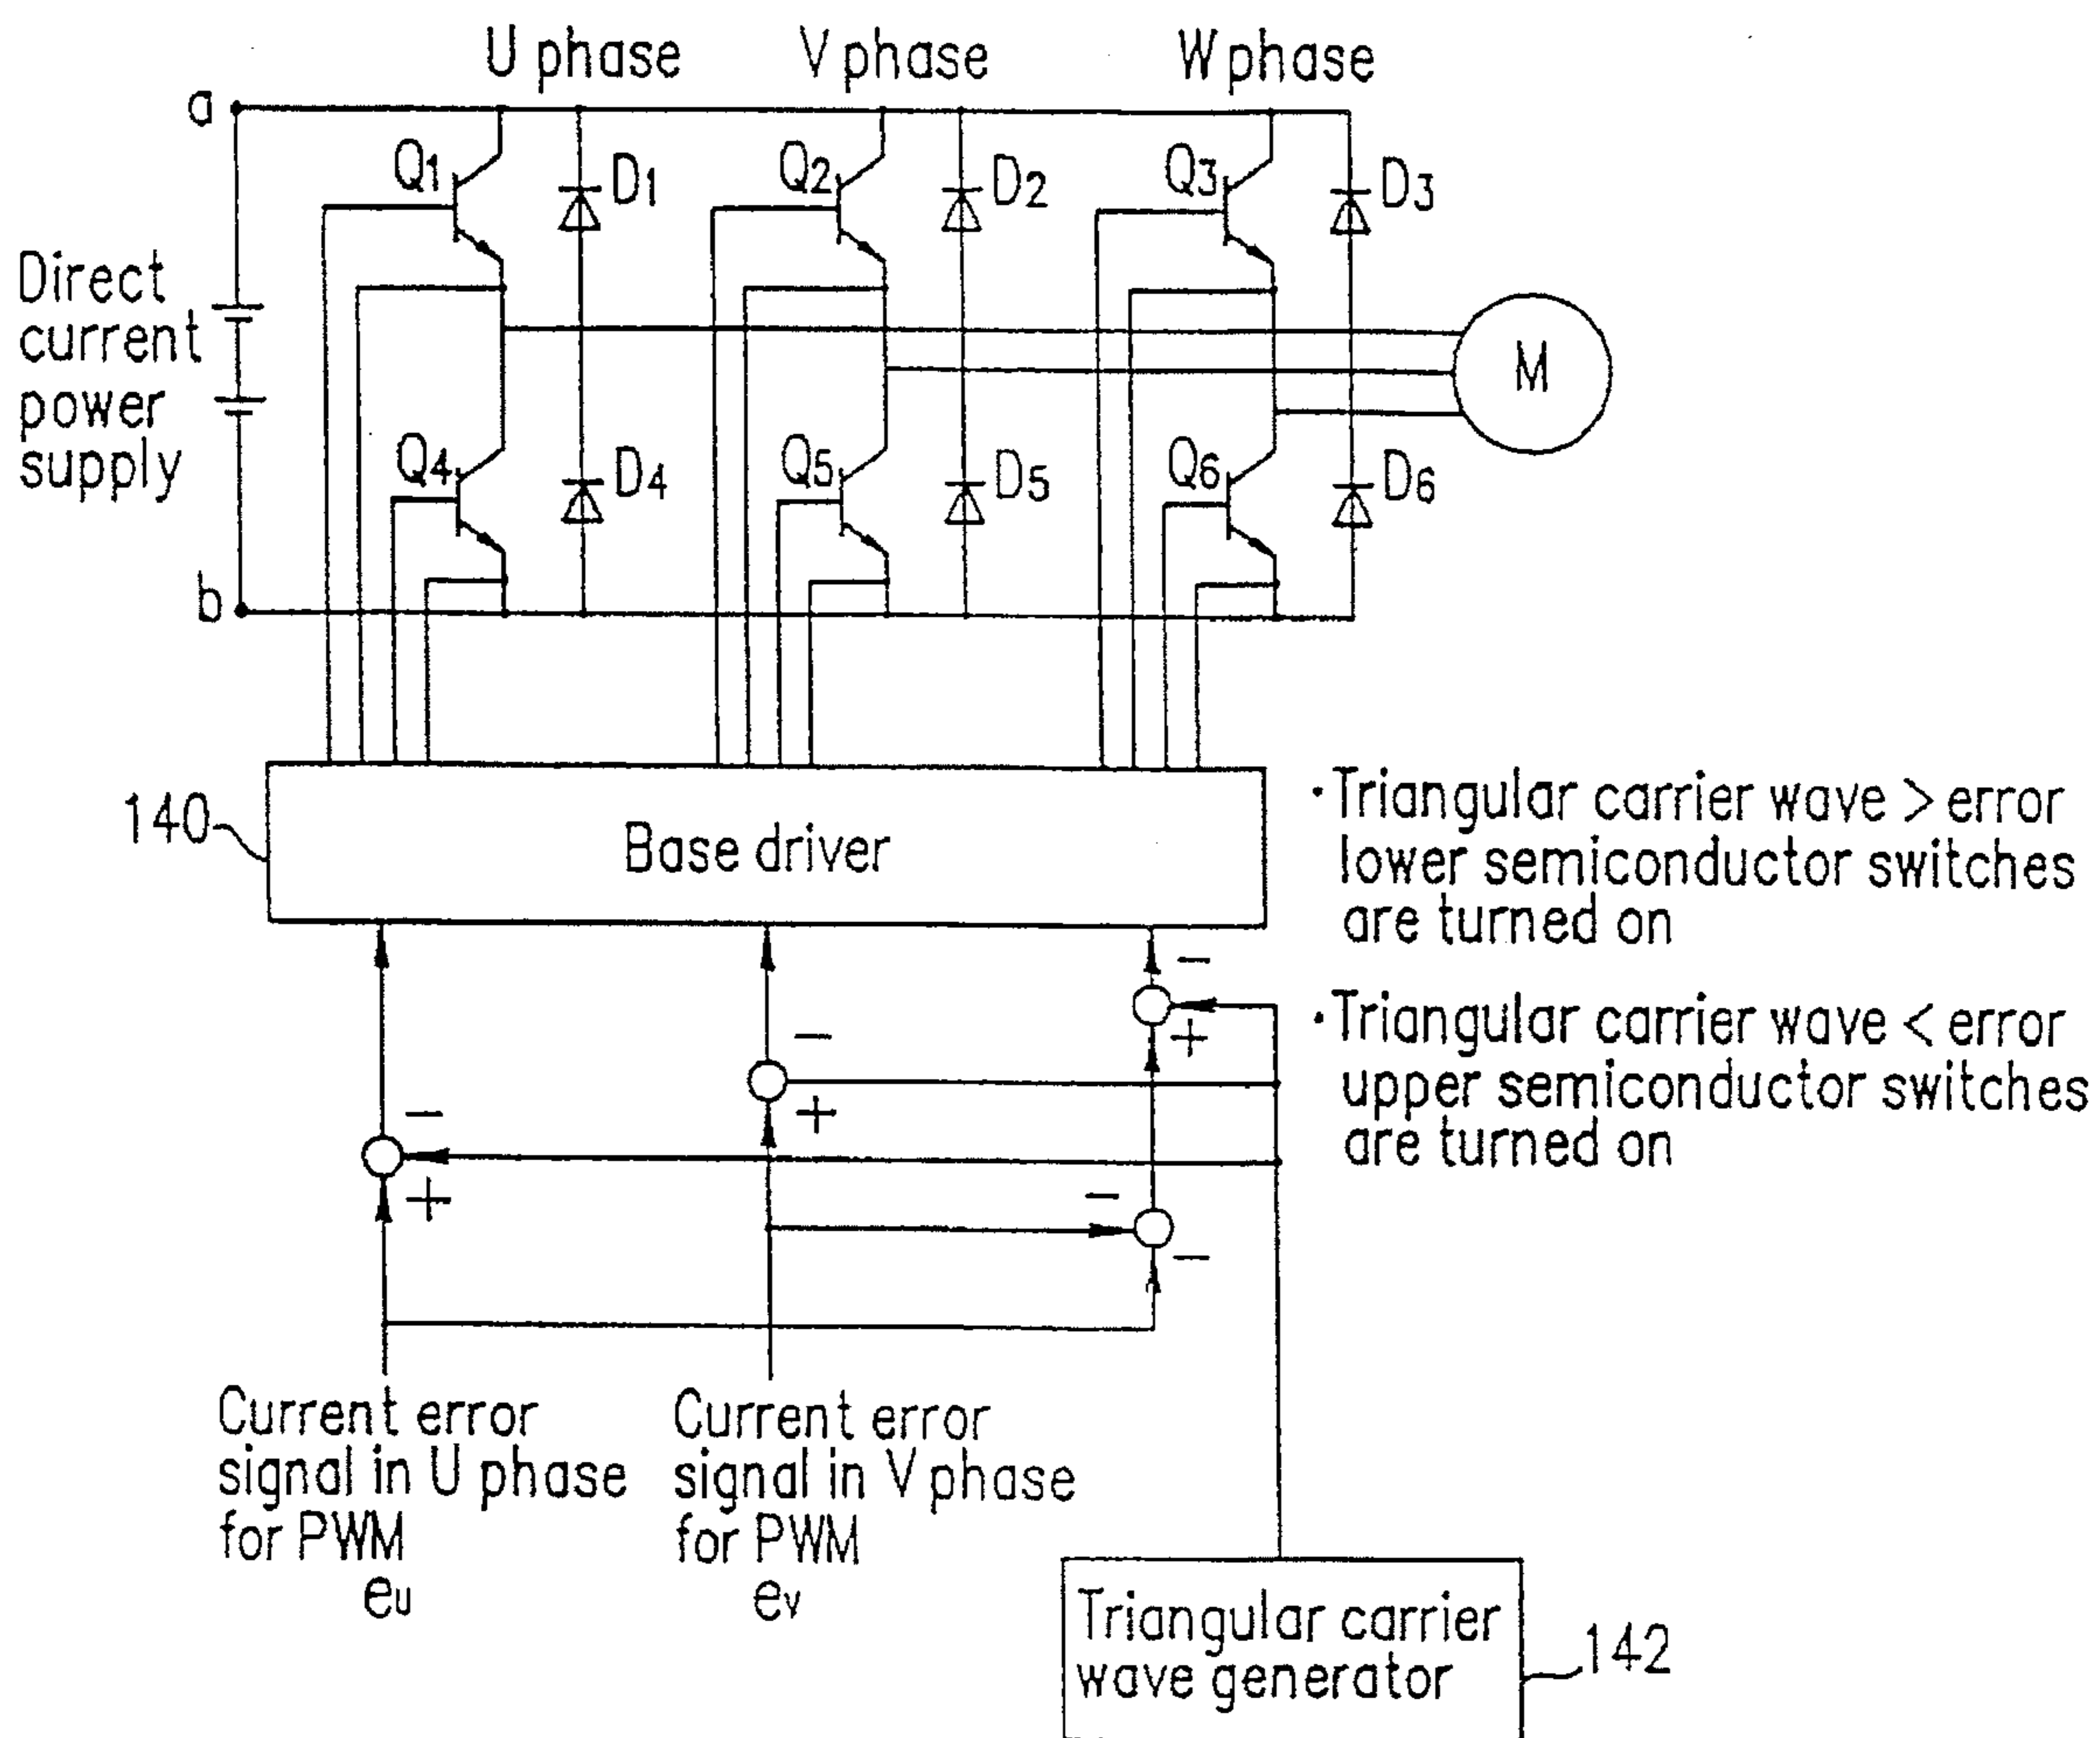 U phase
V phase
W phase
a
Q1
D1
Q2
D2
Q3
D3
Direct
current
power
supply
M
Q4
D4
Q5
D5
Q6
D6
b
140
Base driver
·Triangular carrier wave > error
lower semiconductor switches
are turned on
·Triangular carrier wave < error
upper semiconductor switches
are turned on
−
+
−
+
−
+
−
−
Current error
signal in U phase
for PWM
eu
Current error
signal in V phase
for PWM
ev
Triangular carrier
wave generator
142